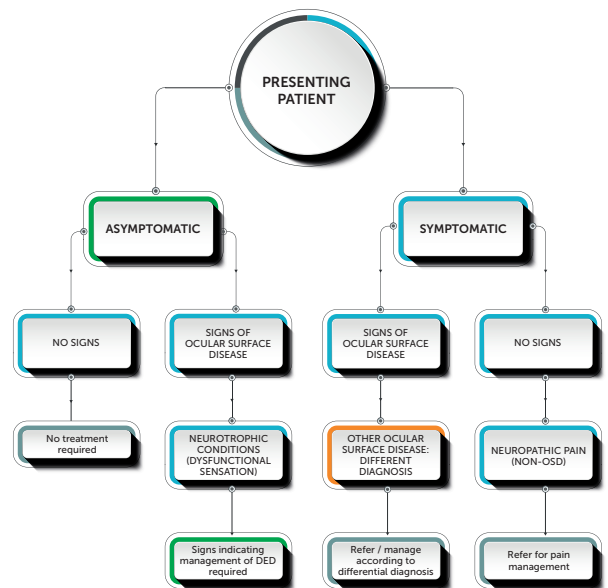 PRESENTING
PATIENT
ASYMPTOMATIC
SYMPTOMATIC
NO SIGNS
SIGNS OF
OCULAR SURFACE
DISEASE
SIGNS OF
OCULAR SURFACE
DISEASE
NO SIGNS
No treatment
required
NEUROTROPHIC
CONDITIONS
(DYSFUNCTIONAL
SENSATION)
OTHER OCULAR
SURFACE DISEASE:
DIFFERENT
DIAGNOSIS
NEUROPATHIC PAIN
(NON-OSD)
Signs indicating
management of DED
required
Refer / manage
according to
differential diagnosis
Refer for pain
management